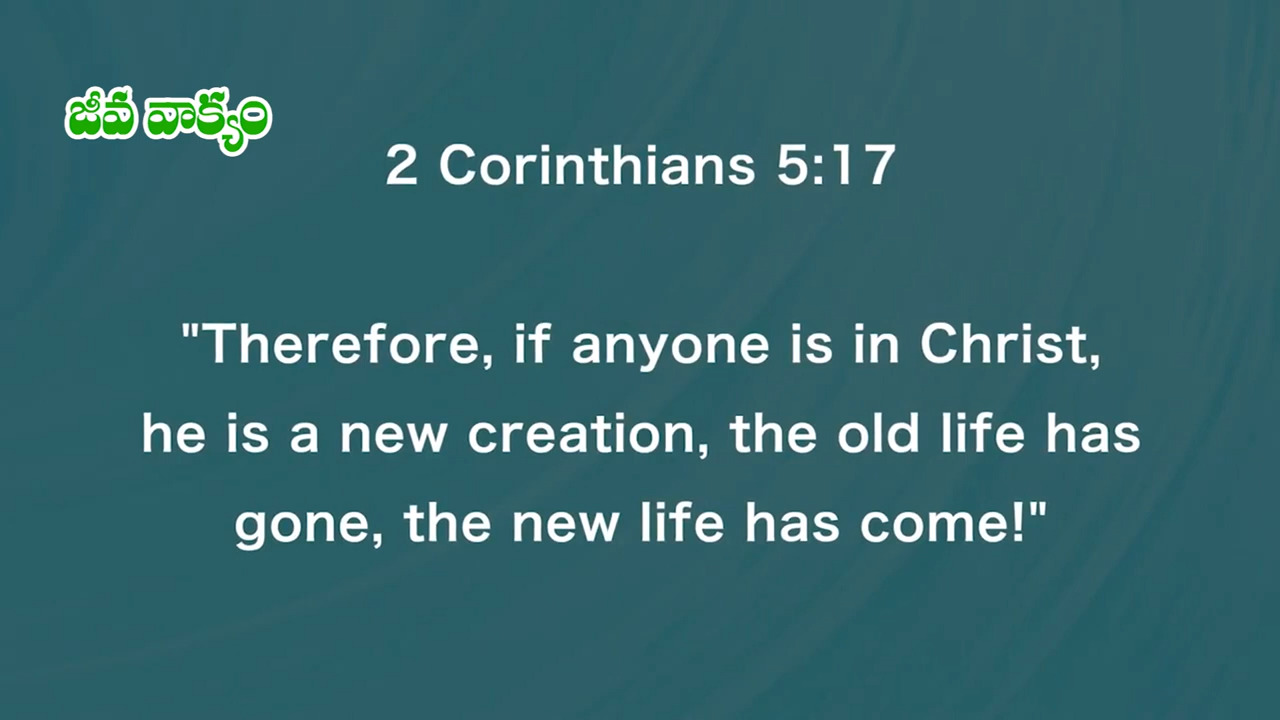 జీవ వాక్యం
2 Corinthians 5:17
"Therefore, if anyone is in Christ,
he is a new creation, the old life has
gone, the new life has come!"